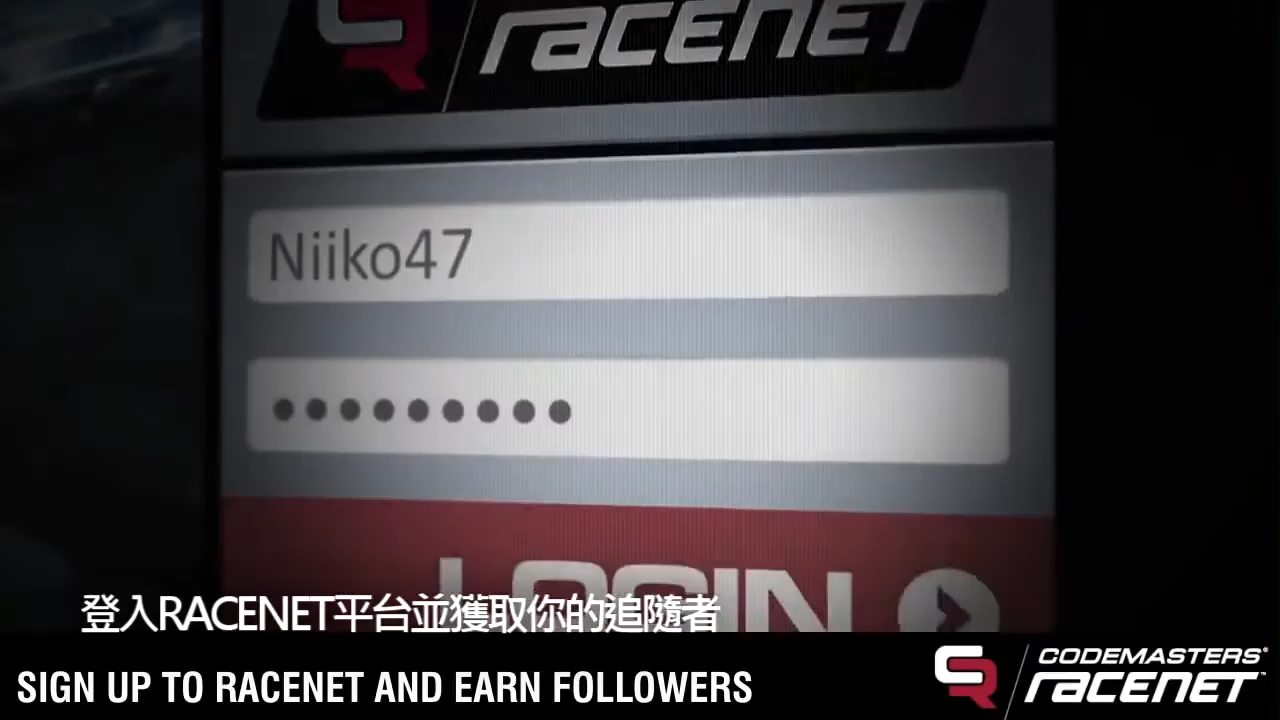 racenet
Niiko47
LOGIN
登入RACENET平台並獲取你的追隨者
SIGN UP TO RACENET AND EARN FOLLOWERS
CODEMASTERS®
racenet™